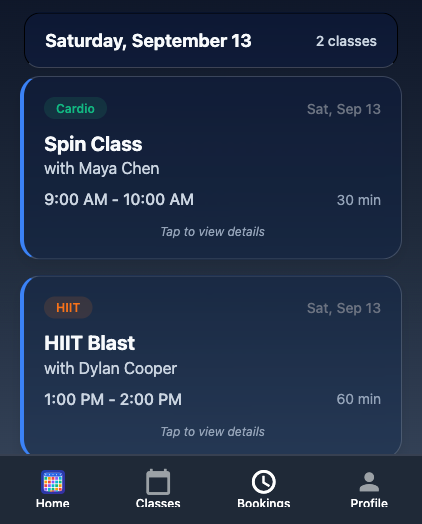 Saturday, September 13 2 classes
Cardio Sat, Sep 13
Spin Class
with Maya Chen
9:00 AM - 10:00 AM 30 min
Tap to view details
HIIT Sat, Sep 13
HIIT Blast
with Dylan Cooper
1:00 PM - 2:00 PM 60 min
Tap to view details
Home Classes Bookings Profile